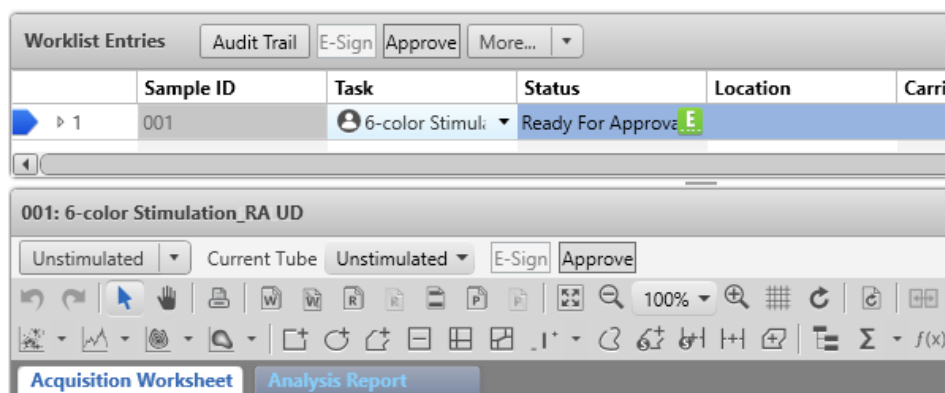 Worklist Entries Audit Trail E-Sign Approve More...
Sample ID Task Status Location Carri
1 001 6-color Stimula Ready For Approva E
001: 6-color Stimulation_RA UD
Unstimulated Current Tube Unstimulated E-Sign Approve
W W R R P P 100%
Σ f(x)
Acquisition Worksheet Analysis Report